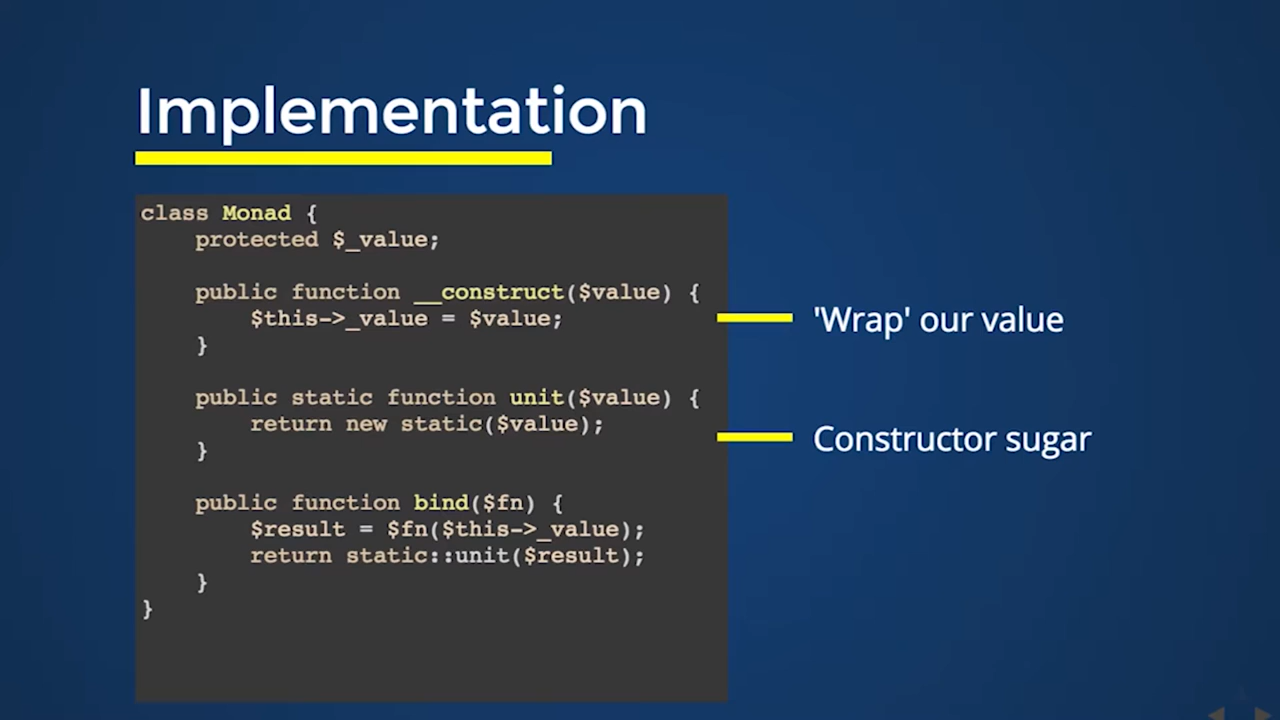 Implementation
class Monad {
    protected $_value;
    public function __construct($value) {
        $this->_value = $value;
    }
    public static function unit($value) {
        return new static($value);
    }
    public function bind($fn) {
        $result = $fn($this->_value);
        return static::unit($result);
    }
}
'Wrap' our value
Constructor sugar